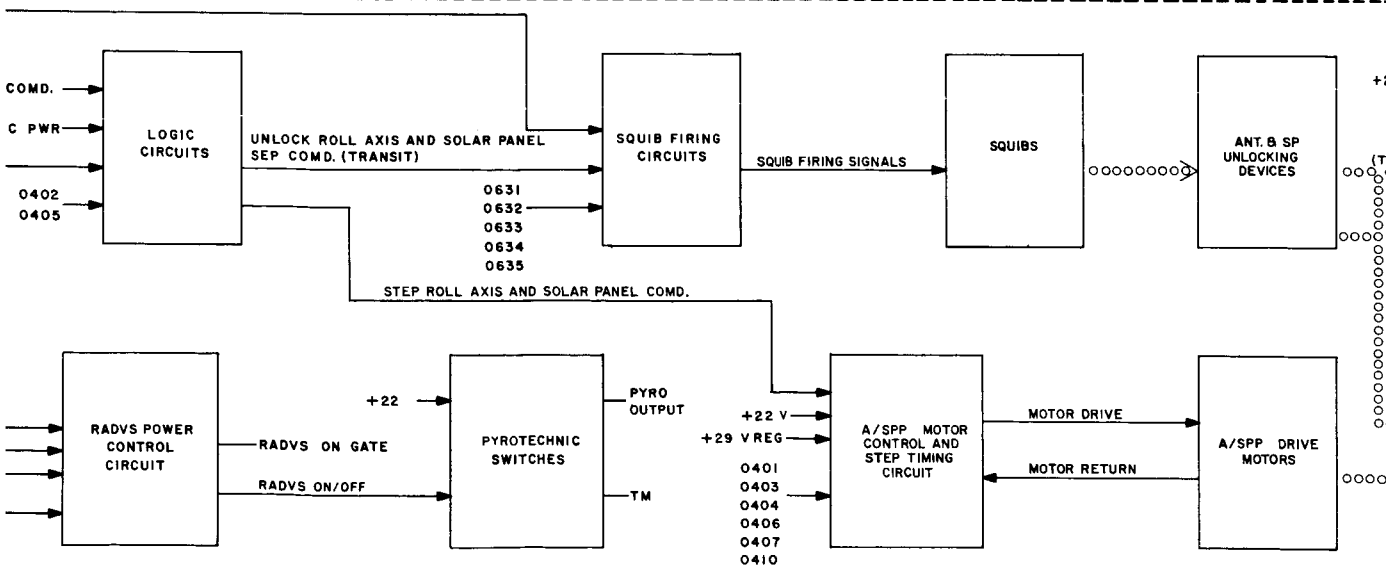 COMD.
C PWR
0402
0405
LOGIC
CIRCUITS
UNLOCK ROLL AXIS AND SOLAR PANEL
SEP COMD. (TRANSIT)
0631
0632
0633
0634
0635
SQUIB FIRING
CIRCUITS
SQUIB FIRING SIGNALS
SQUIBS
ANT. & SP
UNLOCKING
DEVICES
+2
(T
STEP ROLL AXIS AND SOLAR PANEL COMD.
RADVS POWER
CONTROL
CIRCUIT
RADVS ON GATE
RADVS ON/OFF
+22
PYROTECHNIC
SWITCHES
PYRO
OUTPUT
TM
+22 V
+29 V REG
0401
0403
0404
0406
0407
0410
A/SPP MOTOR
CONTROL AND
STEP TIMING
CIRCUIT
MOTOR DRIVE
MOTOR RETURN
A/SPP DRIVE
MOTORS